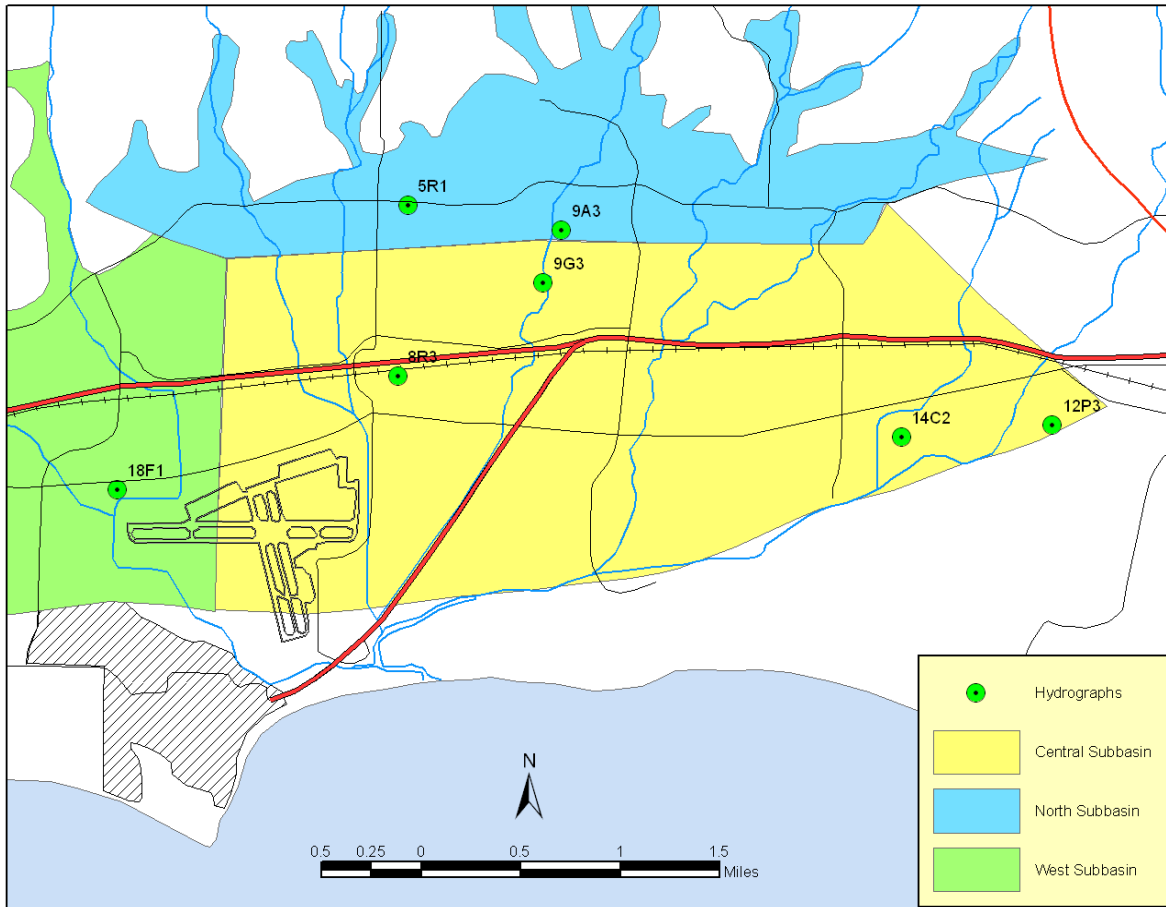 5R1
9A3
9G3
8R3
14C2
12P3
18F1
N
0.5 0.25 0 0.5 1 1.5
Miles
Hydrographs
Central Subbasin
North Subbasin
West Subbasin